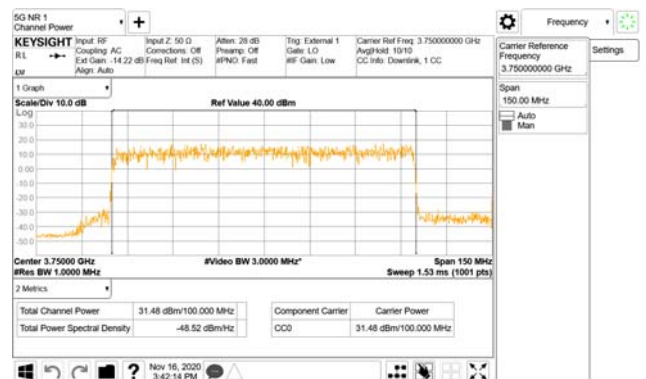 5G NR 1
Channel Power
+
Frequency
KEYSIGHT
RL
Input: RF
Coupling: AC
Ext Gain: -14.22 dB
Align: Auto
Input Z: 50 Ω
Corrections: Off
Freq Ref: Int (S)
Atten: 28 dB
Preamp: Off
#PNO: Fast
Trig: External 1
Gate: LO
#IF Gain: Low
Carrier Ref Freq: 3.750000000 GHz
Avg|Hold: 10/10
CC Info: Downlink, 1 CC
Carrier Reference
Frequency
3.750000000 GHz
Settings
Span
150.00 MHz
Auto
Man
1 Graph
Scale/Div 10.0 dB
Ref Value 40.00 dBm
Log
30.0
20.0
10.0
0.00
-10.0
-20.0
-30.0
-40.0
-50.0
Center 3.75000 GHz
#Video BW 3.0000 MHz*
Span 150 MHz
#Res BW 1.0000 MHz
Sweep 1.53 ms (1001 pts)
2 Metrics
Total Channel Power 31.48 dBm/100.000 MHz
Total Power Spectral Density -48.52 dBm/Hz
Component Carrier Carrier Power
CC0 31.48 dBm/100.000 MHz
?
Nov 16, 2020
3:42:14 PM